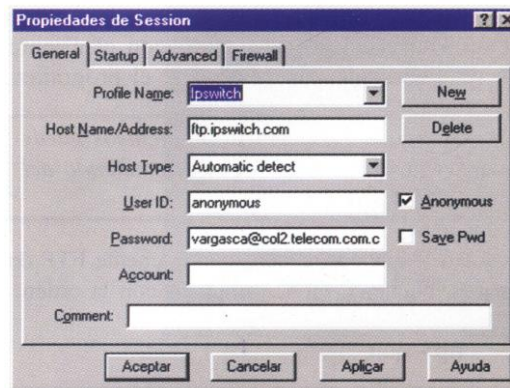 Propiedades de Session
General Startup Advanced Firewall
Profile Name: Ipswitch New
Host Name/Address: ftp.ipswitch.com Delete
Host Type: Automatic detect
User ID: anonymous Anonymous
Password: vargasca@col2.telecom.com.c Save Pwd
Account:
Comment:
Aceptar Cancelar Aplicar Ayuda